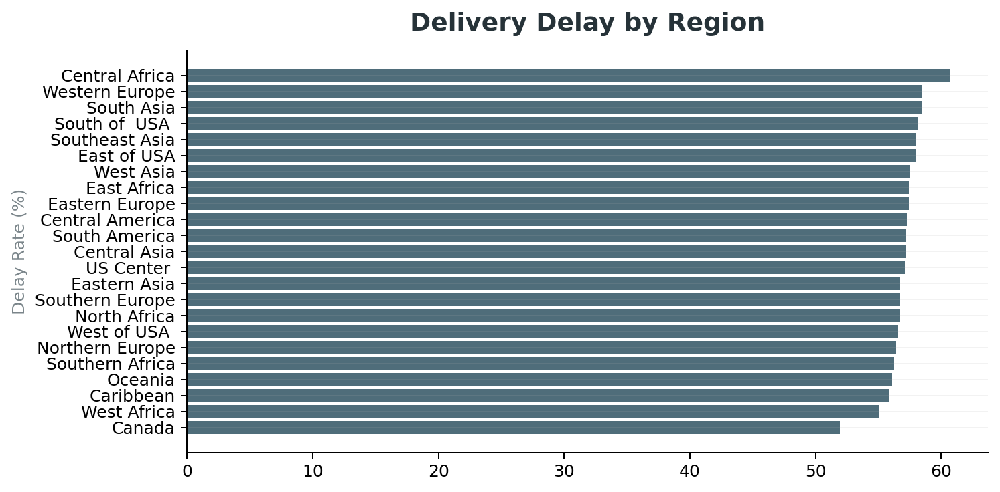 Delivery Delay by Region
Central Africa
Western Europe
South Asia
South of  USA
Southeast Asia
East of USA
West Asia
East Africa
Eastern Europe
Central America
South America
Central Asia
US Center
Eastern Asia
Southern Europe
North Africa
West of USA
Northern Europe
Southern Africa
Oceania
Caribbean
West Africa
Canada
Delay Rate (%)
0 10 20 30 40 50 60